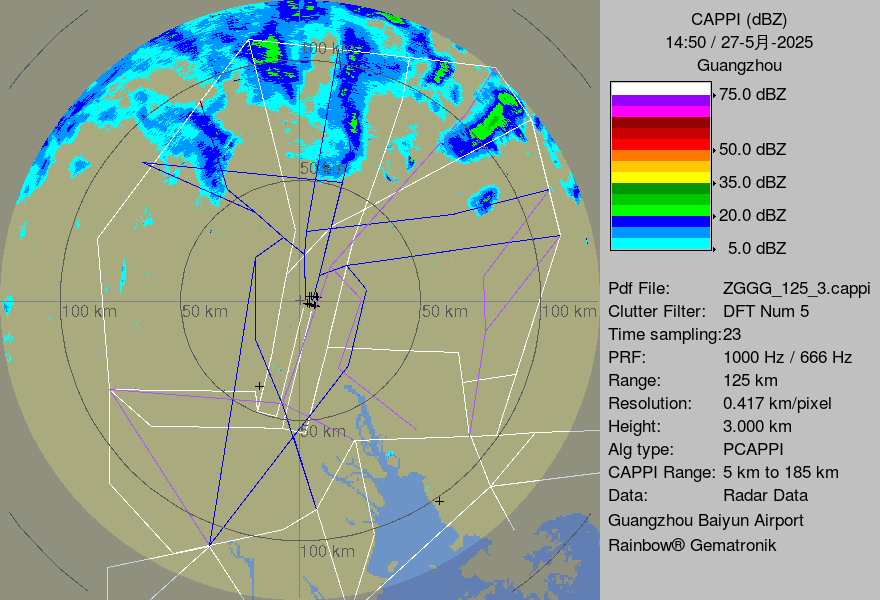 CAPPI (dBZ)
14:50 / 27-5月-2025
Guangzhou
75.0 dBZ
50.0 dBZ
35.0 dBZ
20.0 dBZ
5.0 dBZ
Pdf File: ZGGG_125_3.cappi
Clutter Filter: DFT Num 5
Time sampling:23
PRF: 1000 Hz / 666 Hz
Range: 125 km
Resolution: 0.417 km/pixel
Height: 3.000 km
Alg type: PCAPPI
CAPPI Range: 5 km to 185 km
Data: Radar Data
Guangzhou Baiyun Airport
Rainbow® Gematronik
100 km
50 km
100 km
50 km
50 km
100 km
50 km
100 km